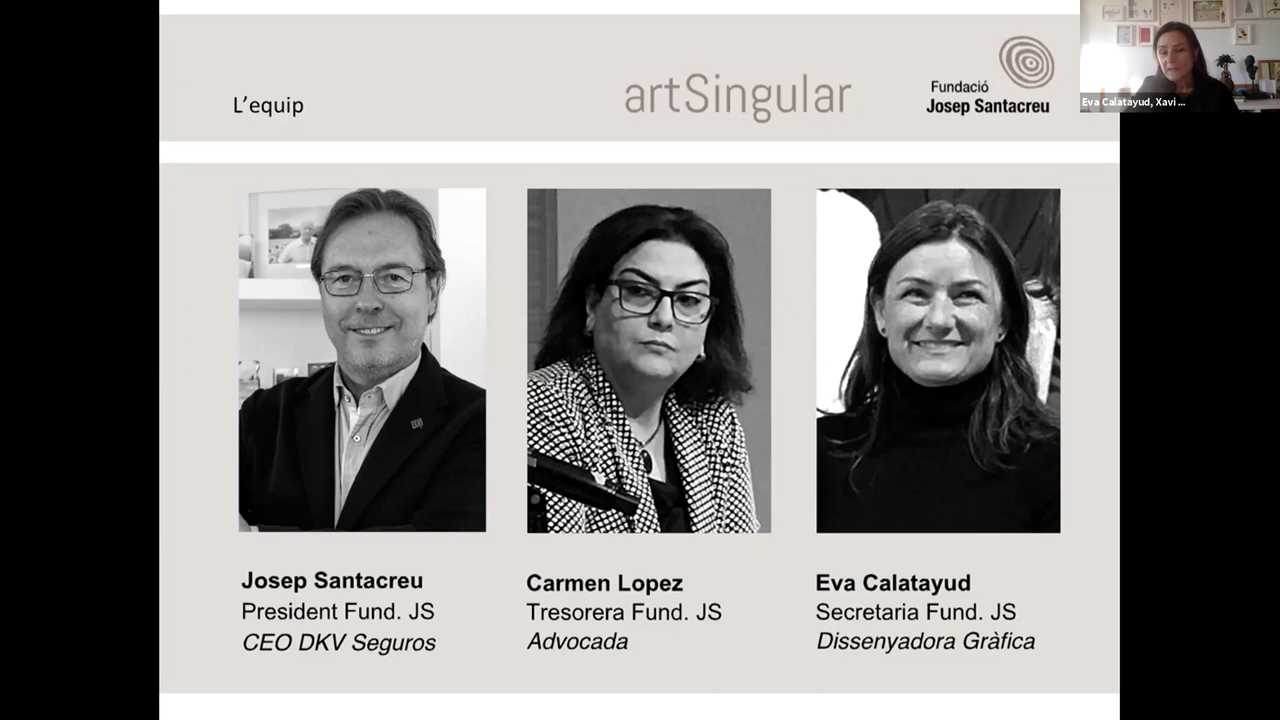 L'equip
artSingular
Fundació
Josep Santacreu
Eva Calatayud, Xavi ...
Josep Santacreu
President Fund. JS
CEO DKV Seguros
Carmen Lopez
Tresorera Fund. JS
Advocada
Eva Calatayud
Secretaria Fund. JS
Dissenyadora Gràfica